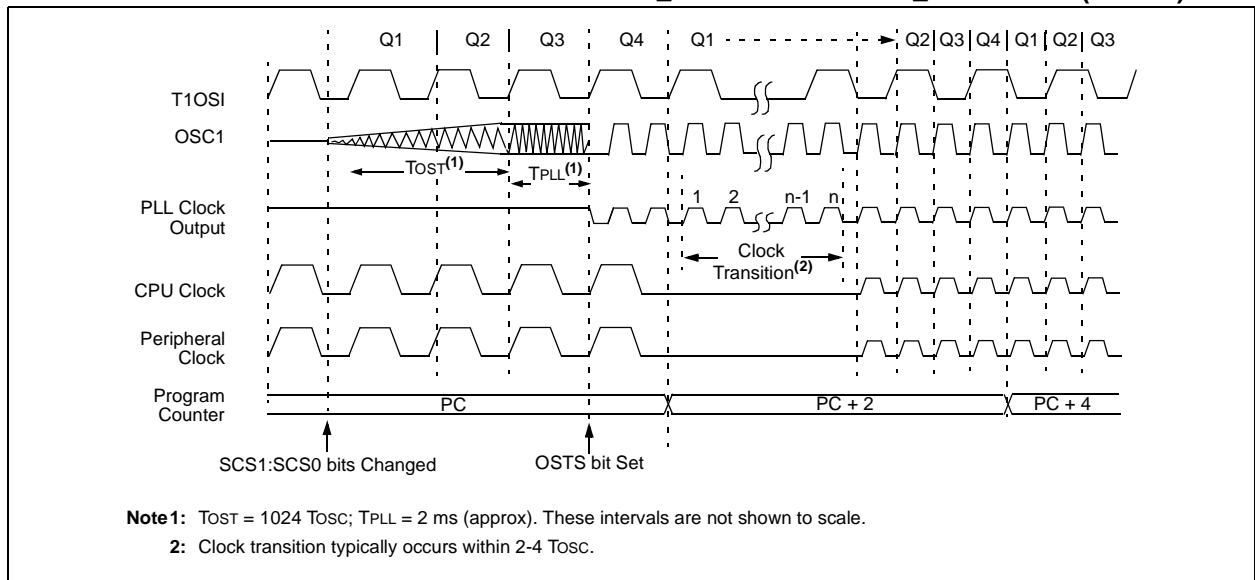 Q1 Q2 Q3 Q4 Q1 Q2 Q3 Q4 Q1 Q2 Q3
T1OSI
OSC1
TOST(1) TPLL(1)
1 2 n-1 n
PLL Clock
Output
Clock
Transition(2)
CPU Clock
Peripheral
Clock
Program
Counter
PC PC + 2 PC + 4
SCS1:SCS0 bits Changed OSTS bit Set
Note 1: TOST = 1024 TOSC; TPLL = 2 ms (approx). These intervals are not shown to scale.
2: Clock transition typically occurs within 2-4 TOSC.